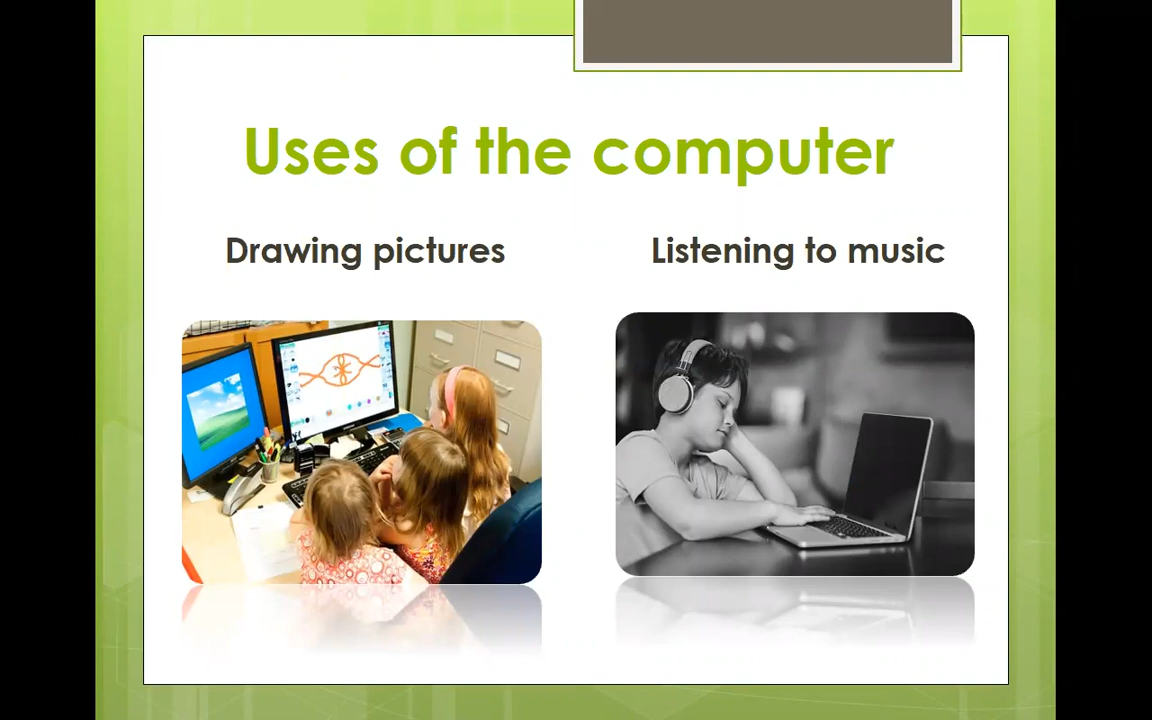 Uses of the computer
Drawing pictures
Listening to music